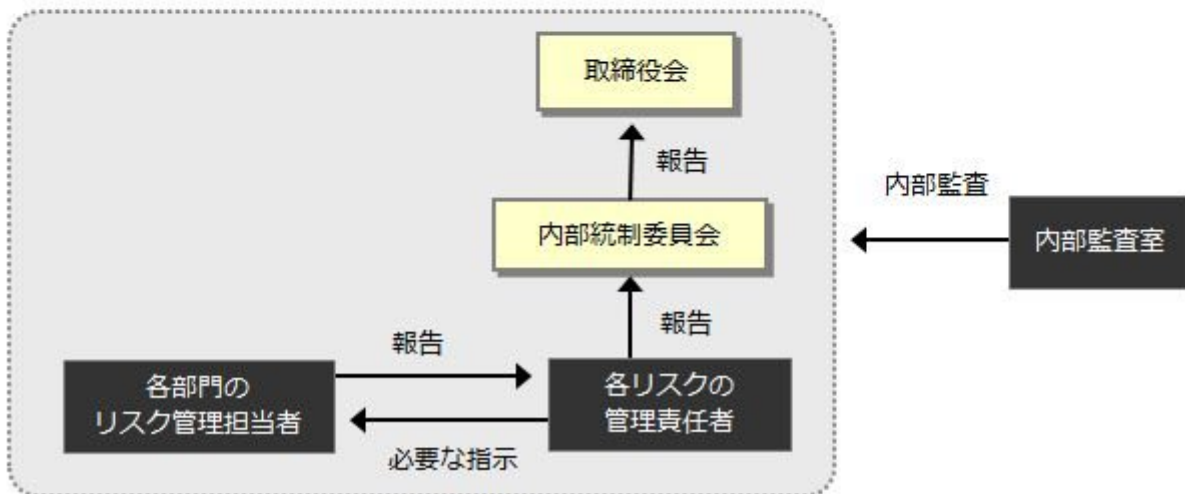 取締役会
報告
内部統制委員会
内部監査
内部監査室
報告
報告
各部門の
リスク管理担当者
各リスクの
管理責任者
必要な指示